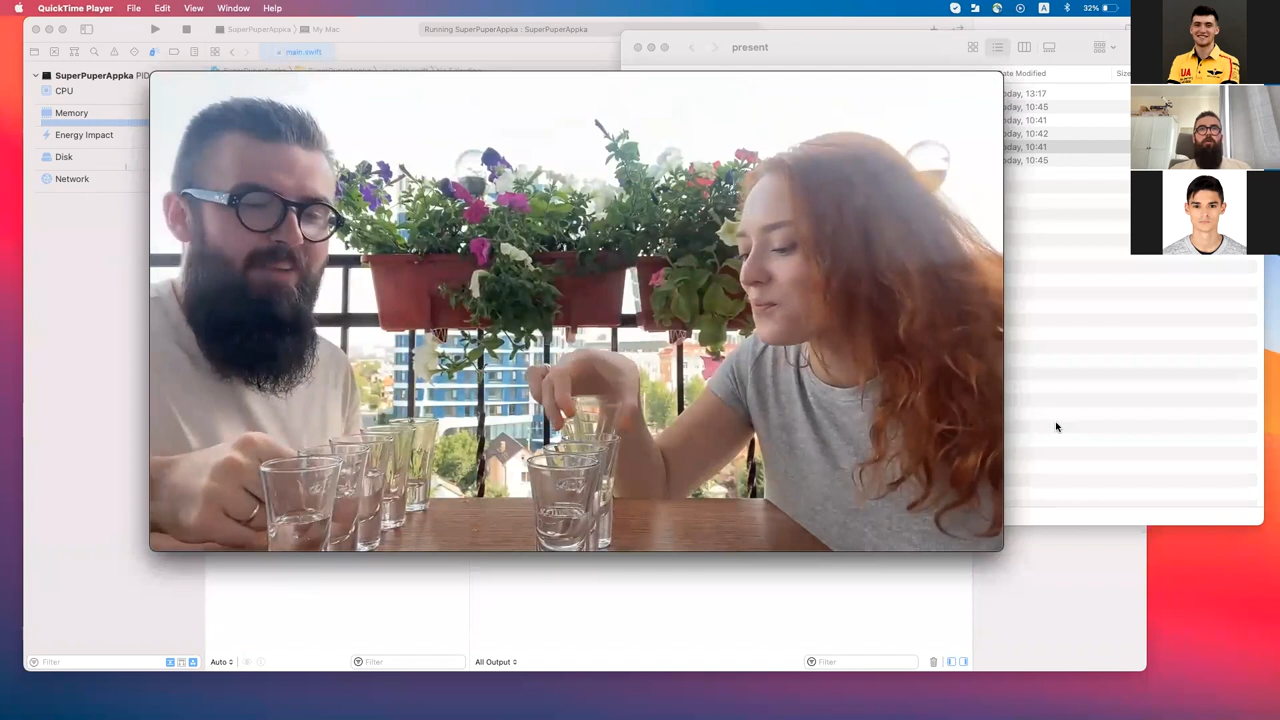 QuickTime Player File Edit View Window Help 32%
SuperPuperAppka My Mac Running SuperPuperAppka : SuperPuperAppka
present
main.swift
SuperPuperAppka PID
Date Modified Size
CPU
Memory
Energy Impact
Disk
Network
oday, 13:17
oday, 10:45
oday, 10:41
oday, 10:42
oday, 10:41
oday, 10:45
UA
Filter Auto Filter All Output Filter